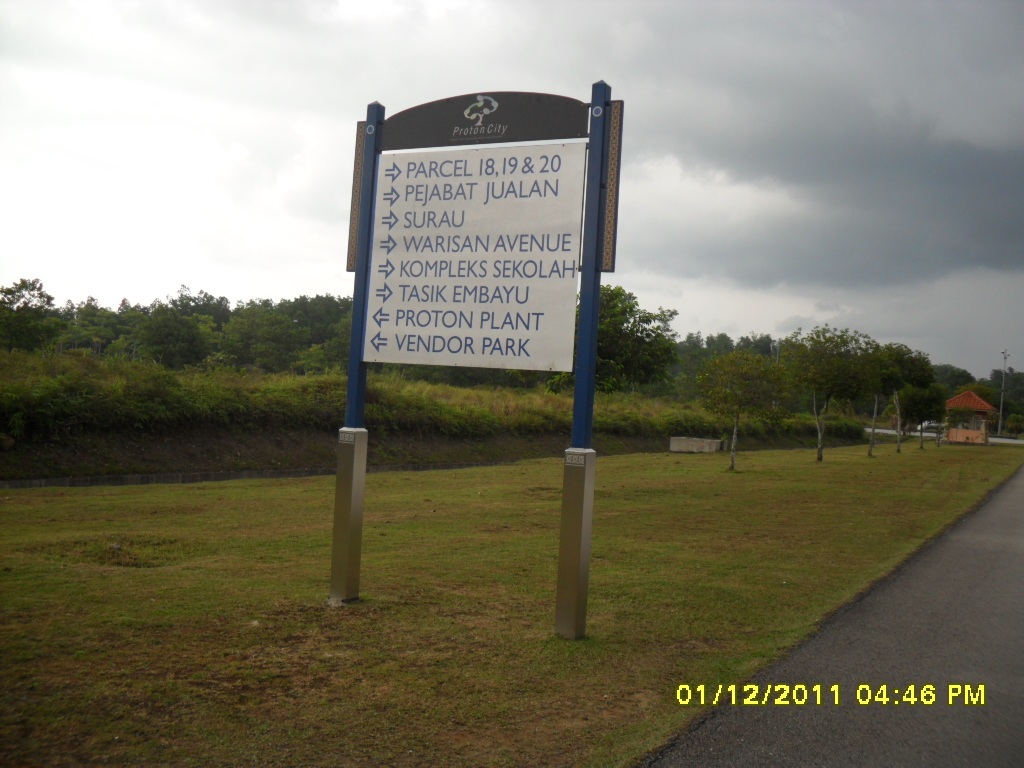 Proton City
⇨ PARCEL 18,19 & 20
⇨ PEJABAT JUALAN
⇨ SURAU
⇨ WARISAN AVENUE
⇨ KOMPLEKS SEKOLAH
⇨ TASIK EMBAYU
⇦ PROTON PLANT
⇦ VENDOR PARK
01/12/2011 04:46 PM